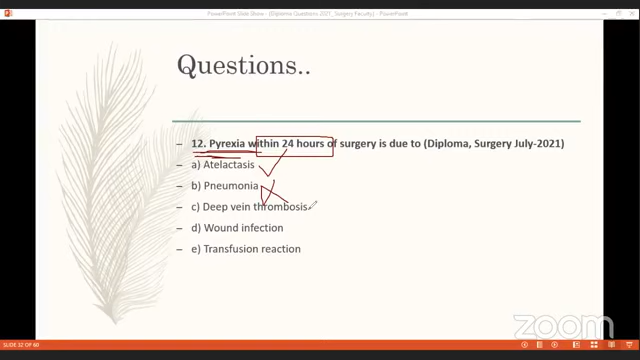 PowerPoint Slide Show - [Diploma Questions 2021_Surgery Faculty] - PowerPoint
Questions..
– 12. Pyrexia within 24 hours of surgery is due to (Diploma, Surgery July-2021)
– a) Atelactasis
– b) Pneumonia
– c) Deep vein thrombosis
– d) Wound infection
– e) Transfusion reaction
zoom
SLIDE 32 OF 60